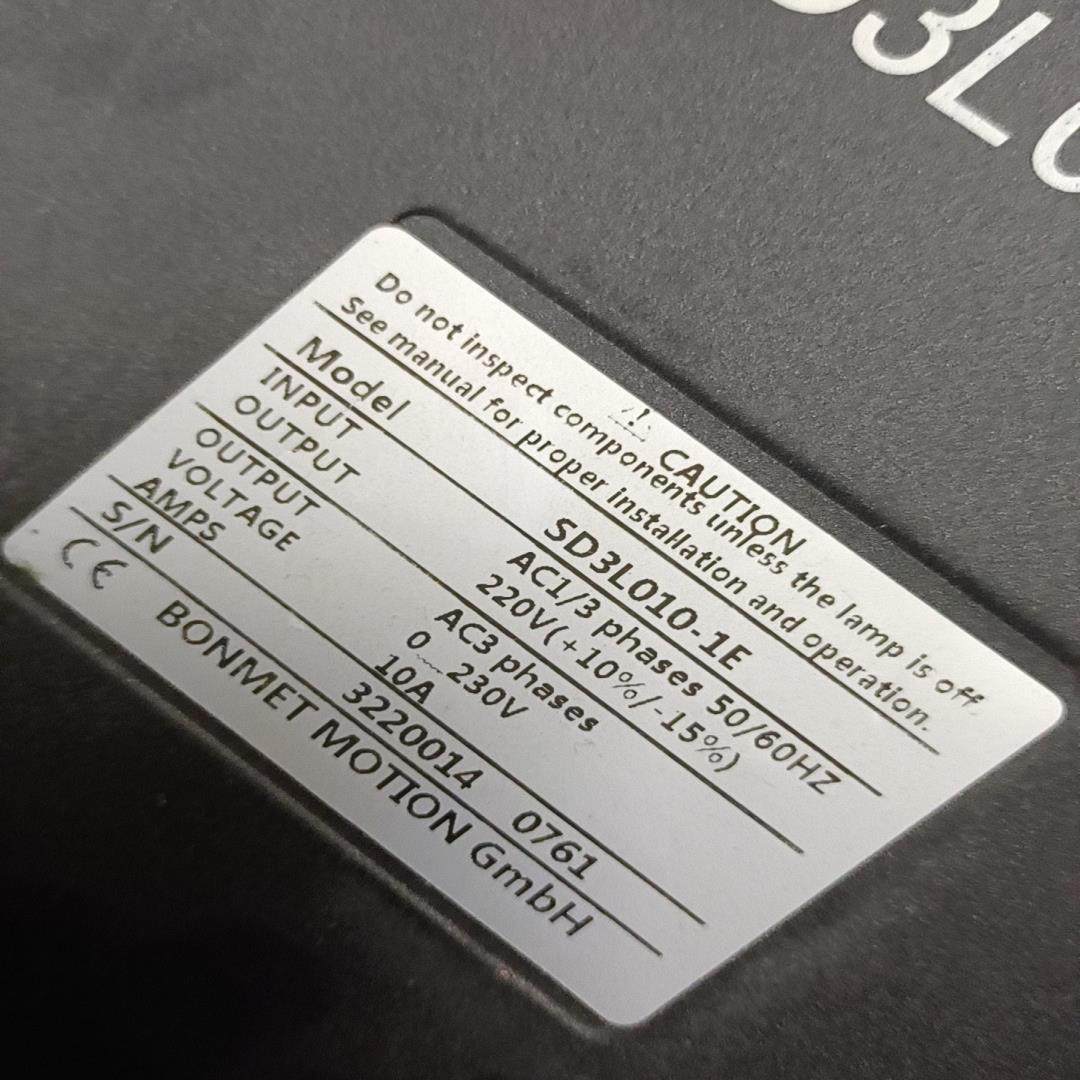 3L0
CAUTION
Do not inspect components unless the lamp is off.
See manual for proper installation and operation.
Model SD3L010-1E
INPUT AC1/3 phases 50/60HZ
220V(+10%/-15%)
OUTPUT AC3 phases
OUTPUT VOLTAGE 0~230V
AMPS 10A
S/N 3220014 0761
CE BONMET MOTION GmbH